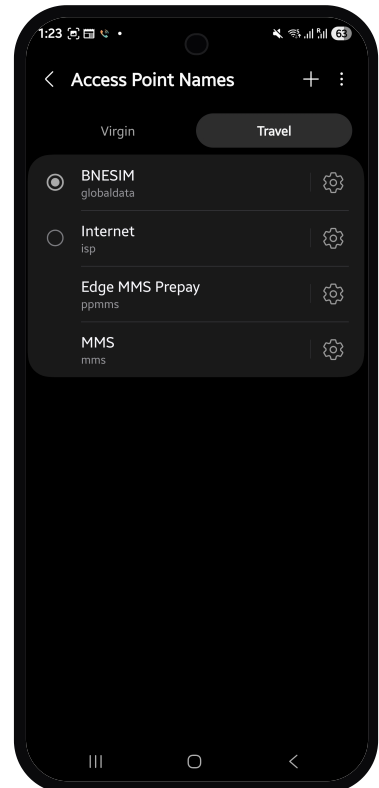 1:23
63
Access Point Names
Virgin
Travel
BNESIM
globaldata
Internet
isp
Edge MMS Prepay
ppmms
MMS
mms